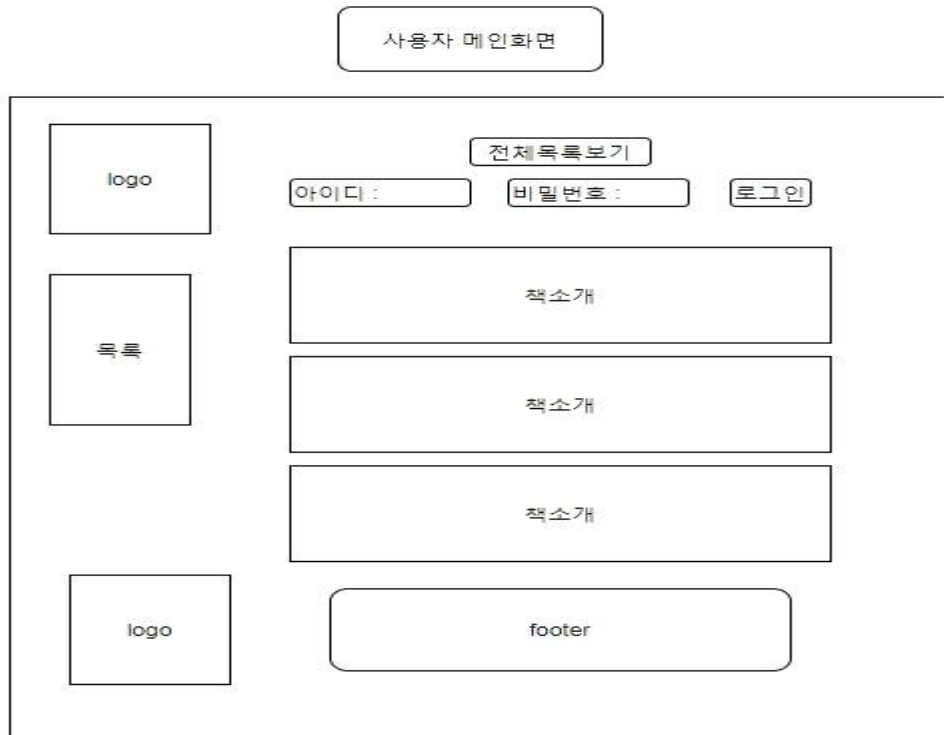 사용자 메인화면
logo
전체목록보기
아이디 :
비밀번호 :
로그인
목록
책소개
책소개
책소개
logo
footer